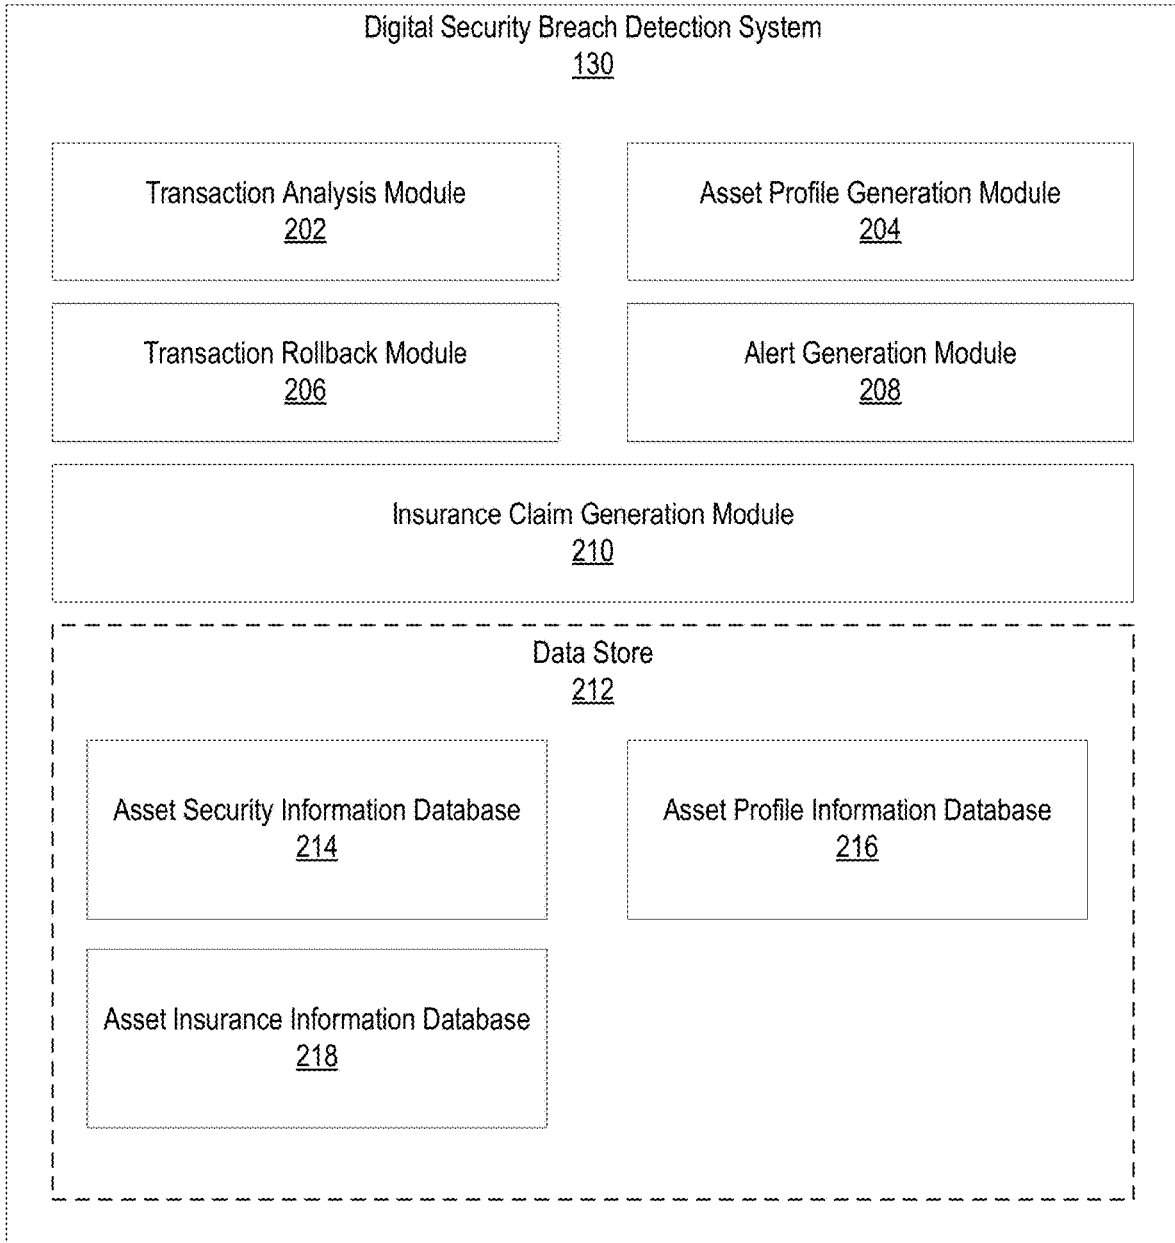 Digital Security Breach Detection System
130
Transaction Analysis Module
202
Asset Profile Generation Module
204
Transaction Rollback Module
206
Alert Generation Module
208
Insurance Claim Generation Module
210
Data Store
212
Asset Security Information Database
214
Asset Profile Information Database
216
Asset Insurance Information Database
218